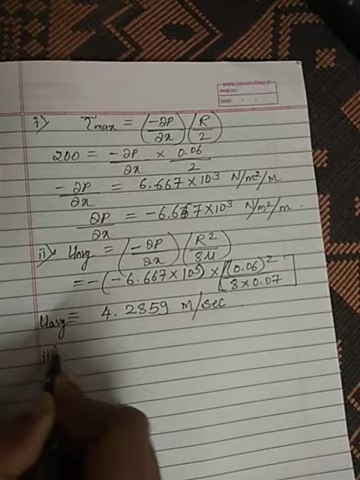 i) τmax = (-∂P/∂x) (R/2)
200 = -∂P/∂x × 0.06/2
-∂P/∂x = 6.667×10³ N/m²/m
∂P/∂x = -6.667×10³ N/m²/m.
ii) Uavg = (-∂P/∂x) (R²/8μ)
= -(-6.667×10³) × [(0.06)²/8×0.07]
Uavg = 4.2859 m/sec
iii